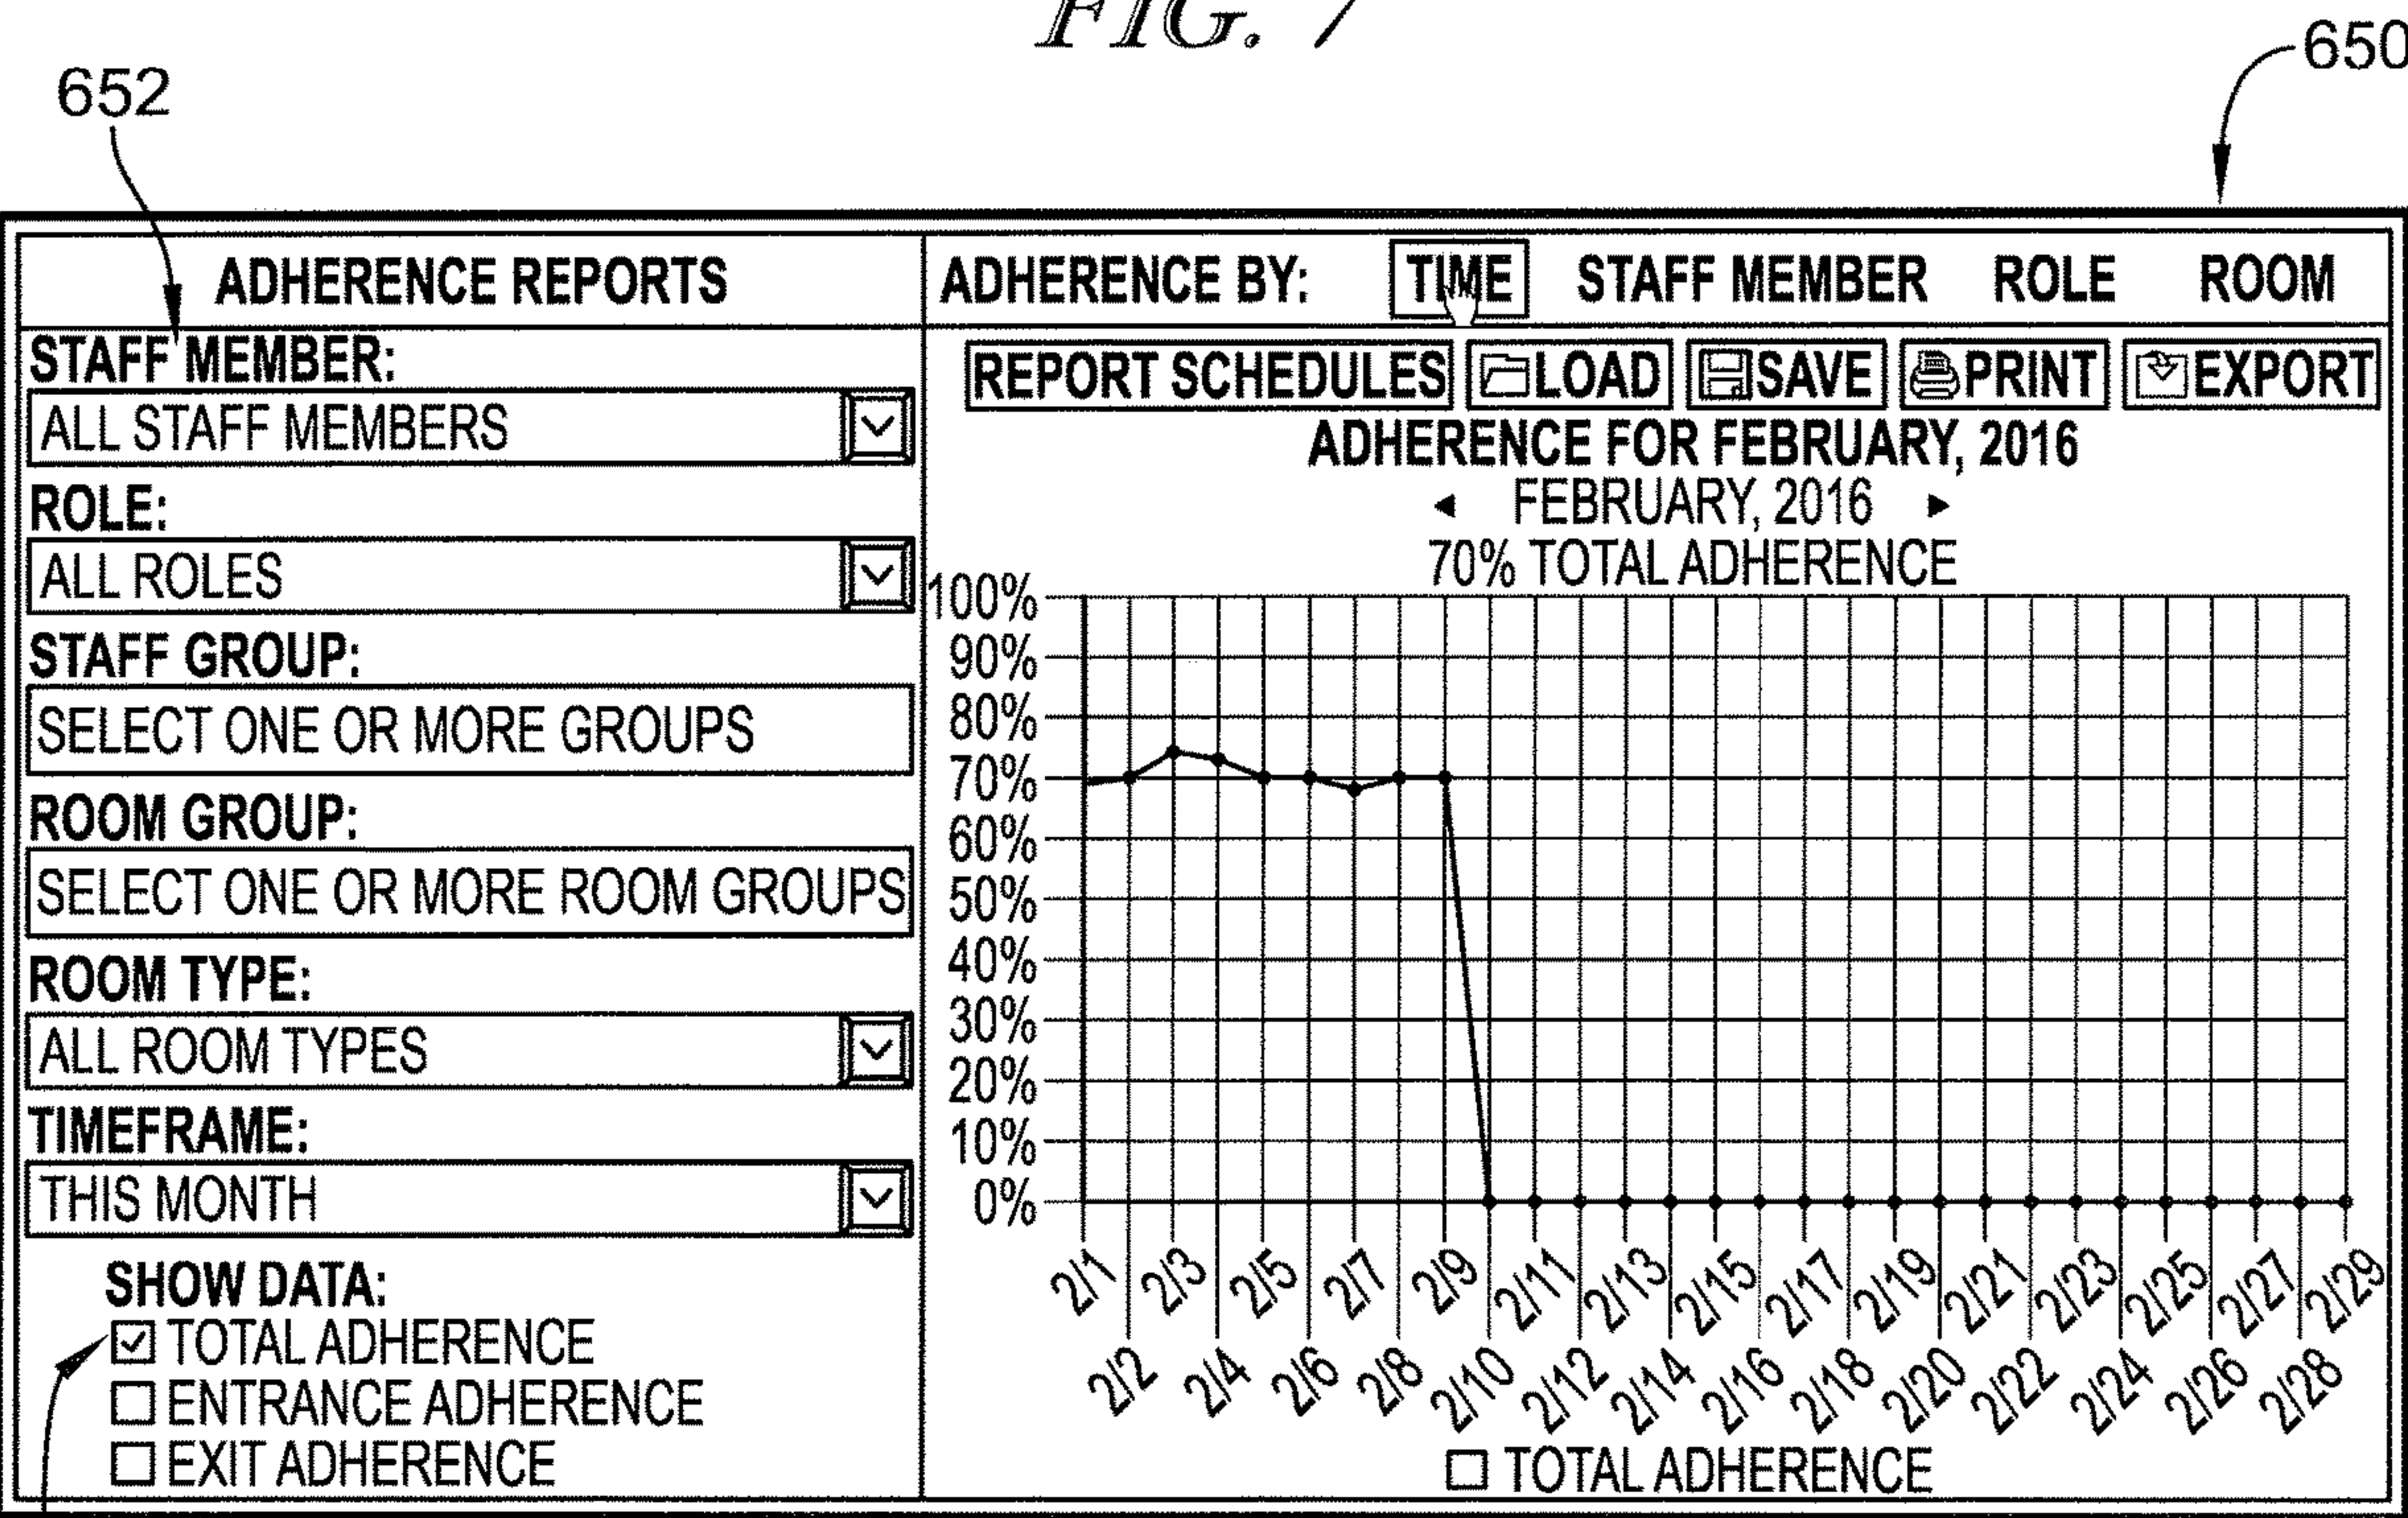 FIG. 7
650
652
ADHERENCE REPORTS
STAFF MEMBER:
ALL STAFF MEMBERS
ROLE:
ALL ROLES
STAFF GROUP:
SELECT ONE OR MORE GROUPS
ROOM GROUP:
SELECT ONE OR MORE ROOM GROUPS
ROOM TYPE:
ALL ROOM TYPES
TIMEFRAME:
THIS MONTH
SHOW DATA:
TOTAL ADHERENCE
ENTRANCE ADHERENCE
EXIT ADHERENCE
ADHERENCE BY: TIME STAFF MEMBER ROLE ROOM
REPORT SCHEDULES LOAD SAVE PRINT EXPORT
ADHERENCE FOR FEBRUARY, 2016
FEBRUARY, 2016
70% TOTAL ADHERENCE
100%
90%
80%
70%
60%
50%
40%
30%
20%
10%
0%
2/1 2/3 2/5 2/7 2/9 2/11 2/13 2/15 2/17 2/19 2/21 2/23 2/25 2/27 2/29
2/2 2/4 2/6 2/8 2/10 2/12 2/14 2/16 2/18 2/20 2/22 2/24 2/26 2/28
TOTAL ADHERENCE